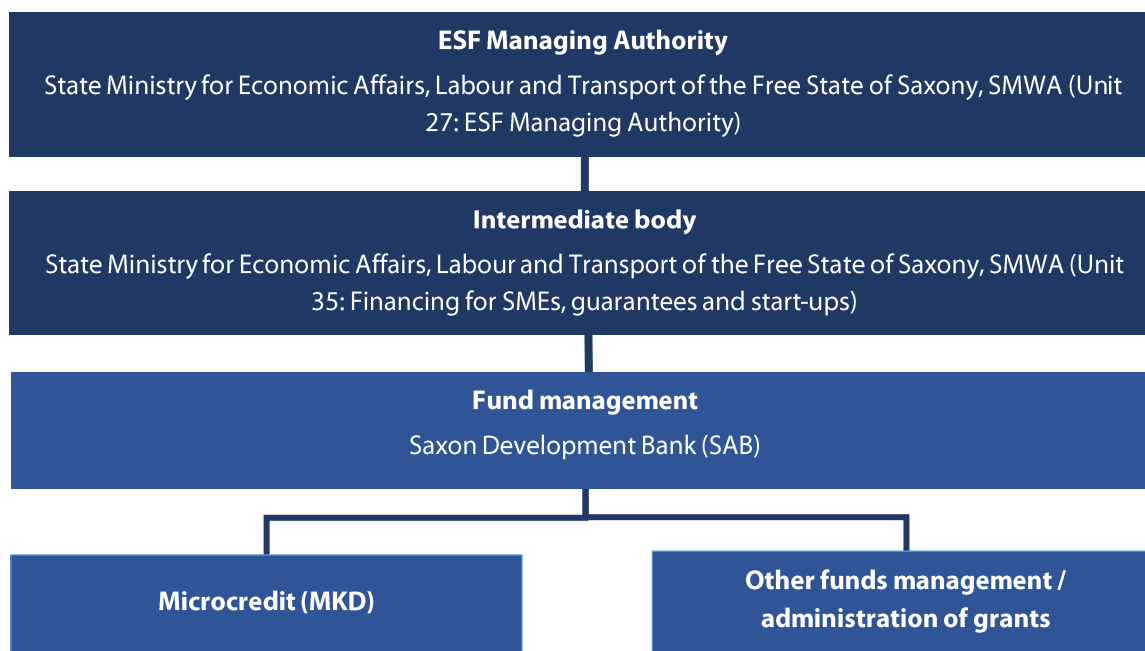 ESF Managing Authority
State Ministry for Economic Affairs, Labour and Transport of the Free State of Saxony, SMWA (Unit
27: ESF Managing Authority)
Intermediate body
State Ministry for Economic Affairs, Labour and Transport of the Free State of Saxony, SMWA (Unit
35: Financing for SMEs, guarantees and start-ups)
Fund management
Saxon Development Bank (SAB)
Microcredit (MKD)
Other funds management /
administration of grants